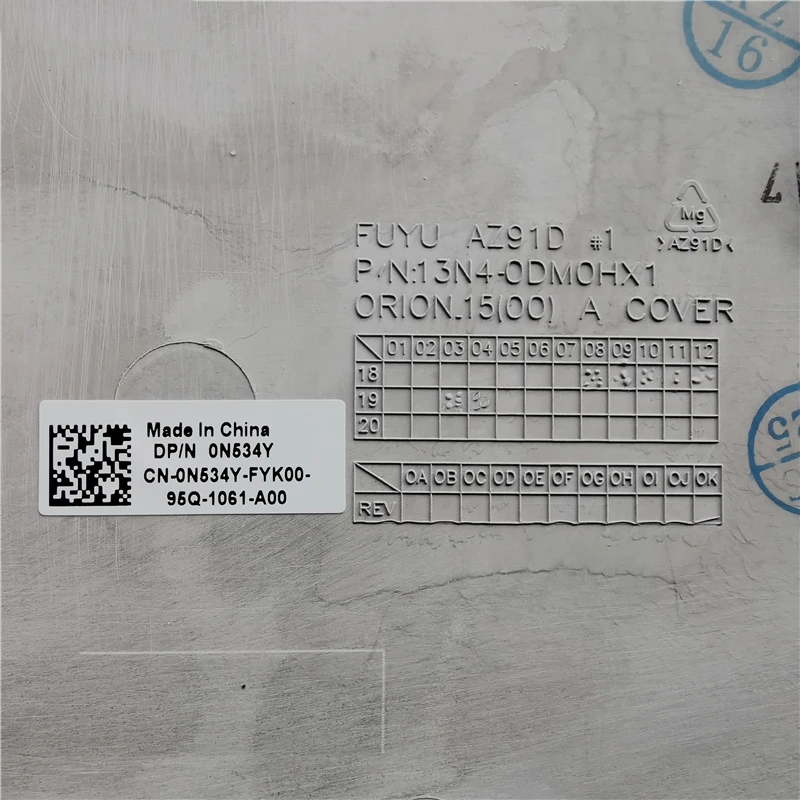 16
Mg
FUYU AZ91D #1
>AZ91D<
P/N:13N4-0DM0HX1
ORION_15(00) A COVER
01 02 03 04 05 06 07 08 09 10 11 12
18
19
20
0A 0B 0C 0D 0E 0F 0G 0H 0I 0J 0K
REV
Made In China
DP/N 0N534Y
CN-0N534Y-FYK00-
95Q-1061-A00